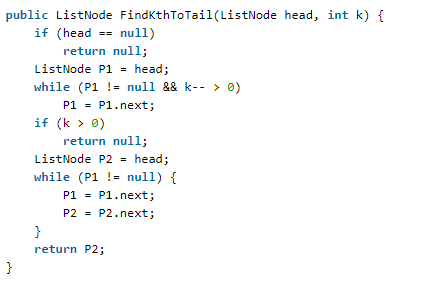 public ListNode FindKthToTail(ListNode head, int k) {
    if (head == null)
        return null;
    ListNode P1 = head;
    while (P1 != null && k-- > 0)
        P1 = P1.next;
    if (k > 0)
        return null;
    ListNode P2 = head;
    while (P1 != null) {
        P1 = P1.next;
        P2 = P2.next;
    }
    return P2;
}